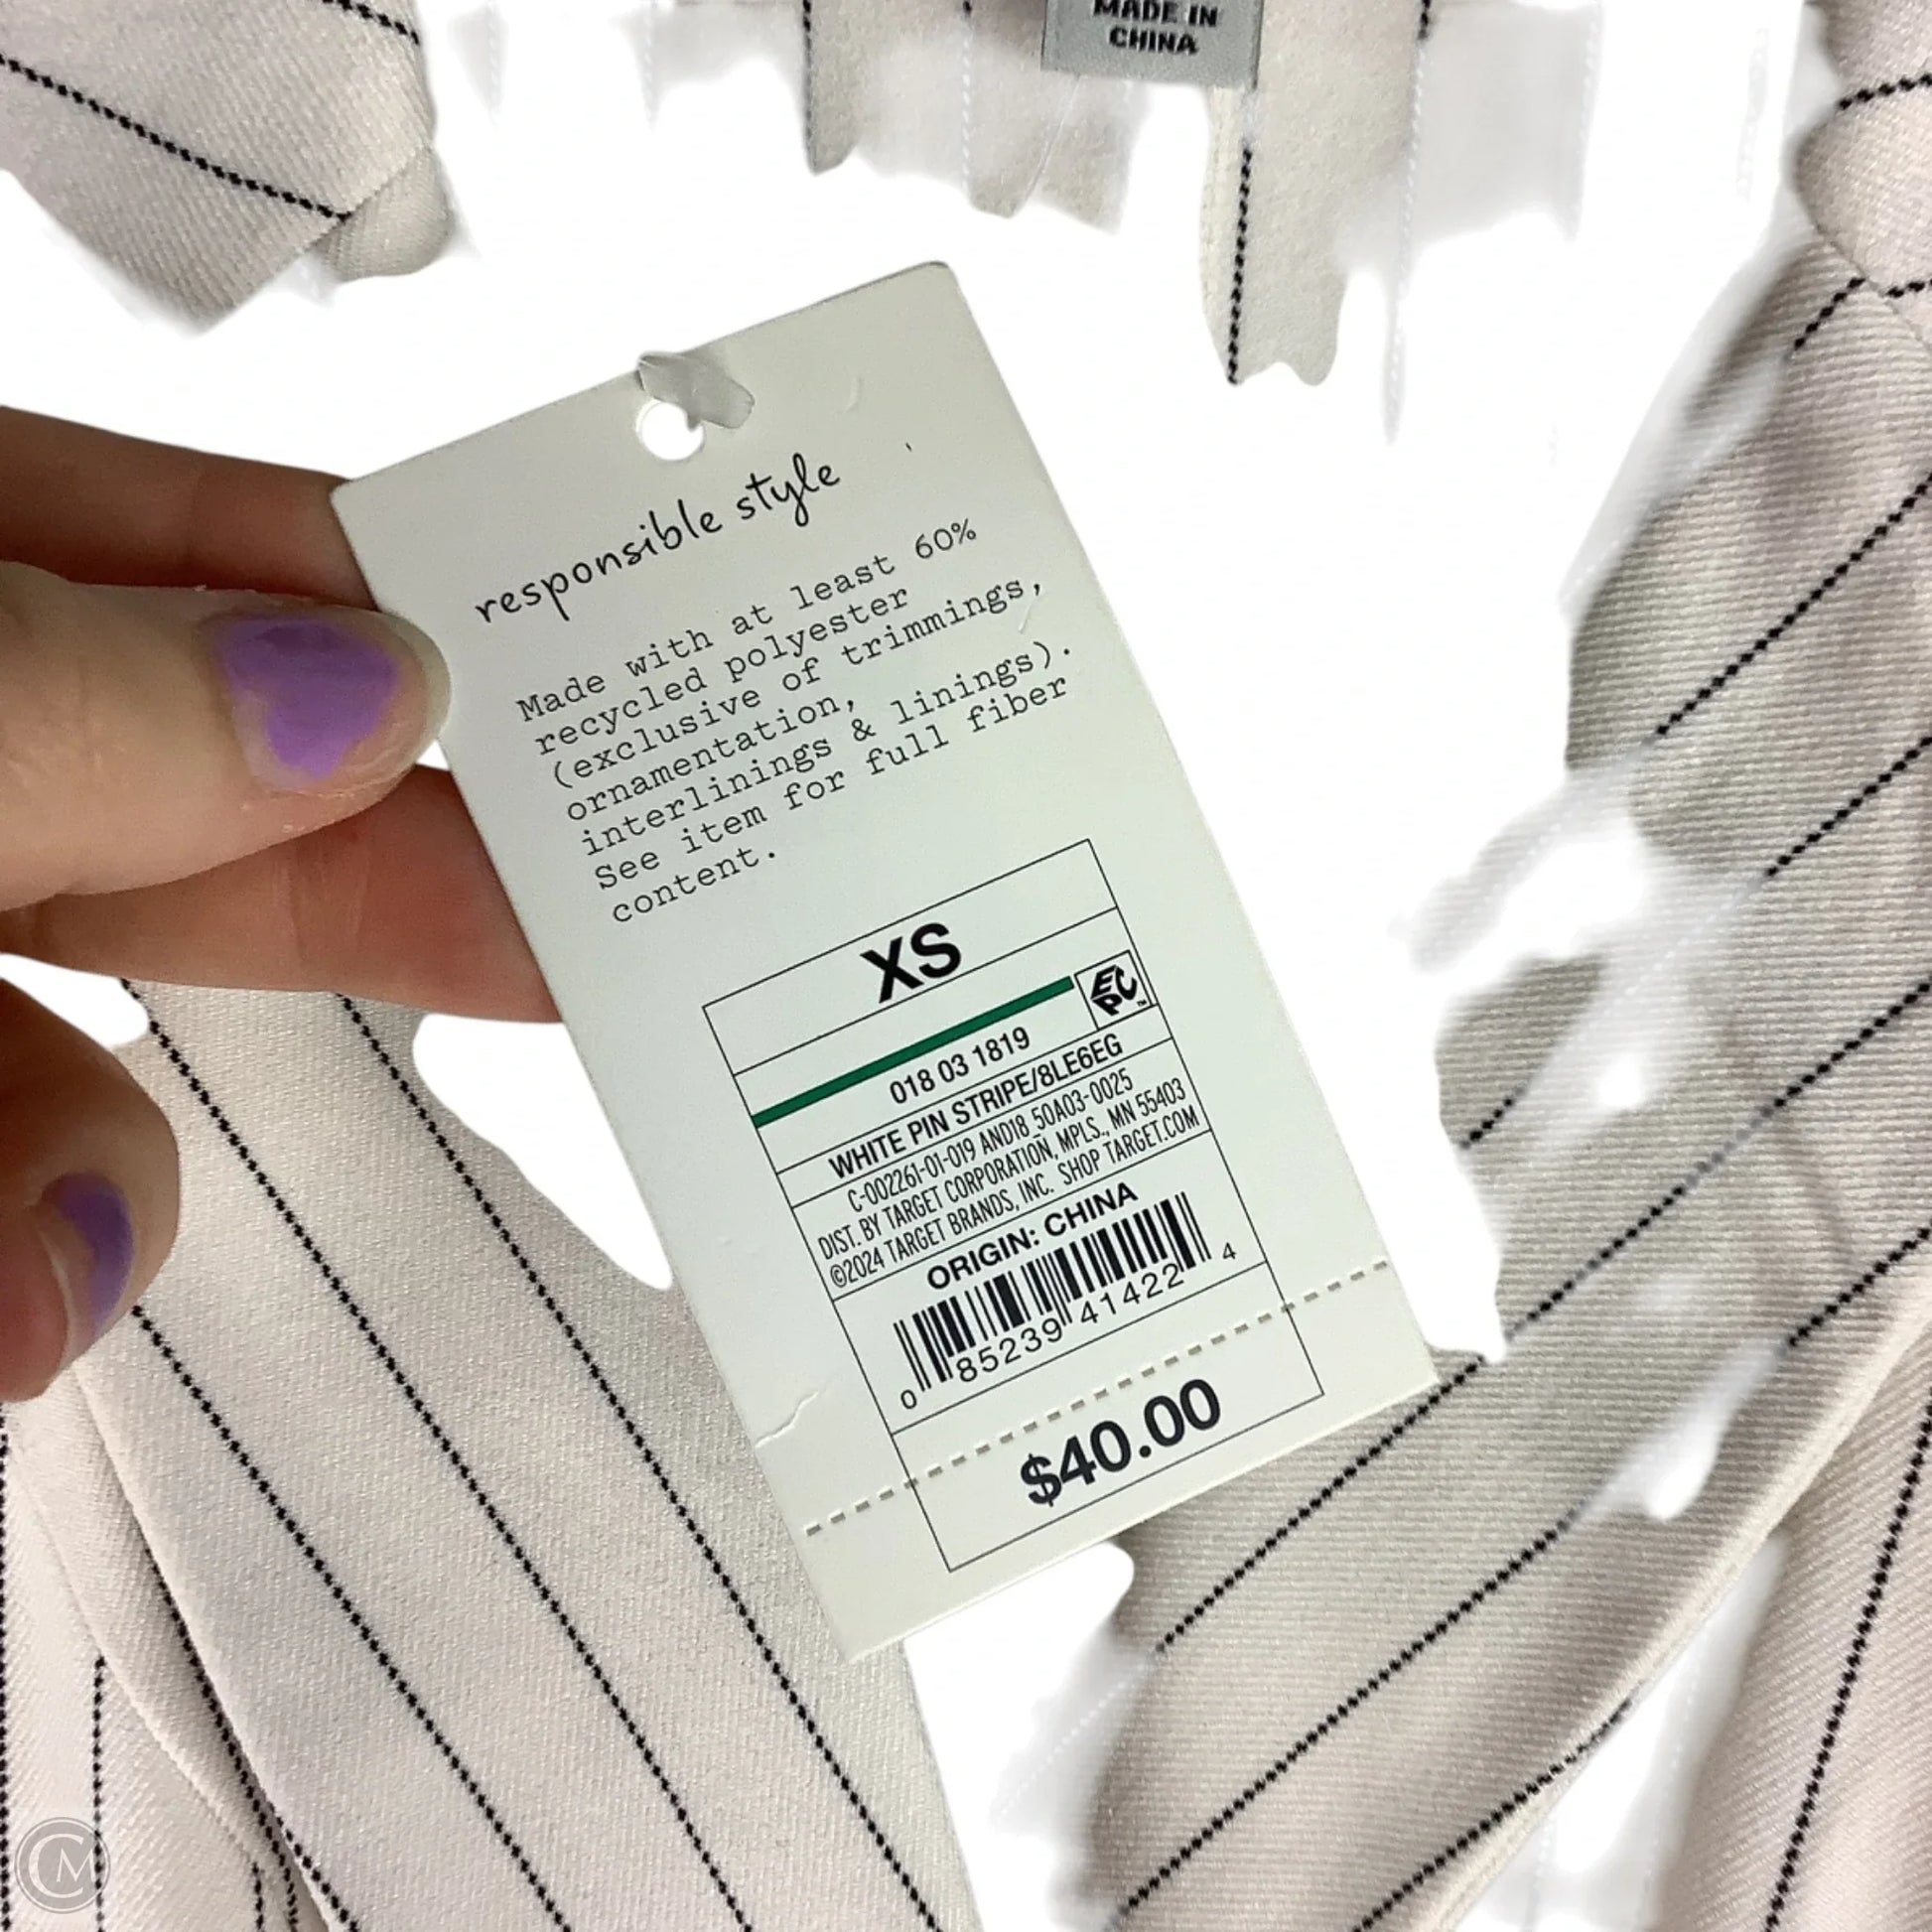 MADE IN
CHINA
responsible style
Made with at least 60%
recycled polyester
(exclusive of trimmings,
ornamentation,
interlinings & linings).
See item for full fiber
content.
XS
EPC™
018 03 1819
WHITE PIN STRIPE/8LE6EG
C-002261-01-019 AND18 50A03-0025
DIST. BY TARGET CORPORATION, MPLS., MN 55403
©2024 TARGET BRANDS, INC. SHOP TARGET.COM
ORIGIN: CHINA
0 85239 41422 4
$40.00
CM